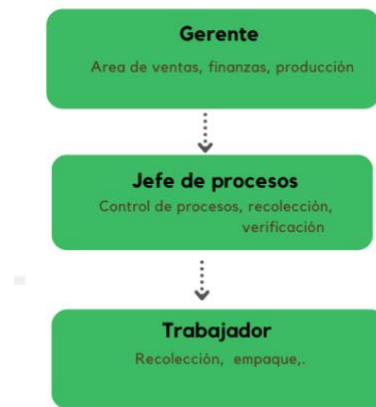 Gerente
Area de ventas, finanzas, producción
Jefe de procesos
Control de procesos, recolección,
verificación
Trabajador
Recolección, empaque,.